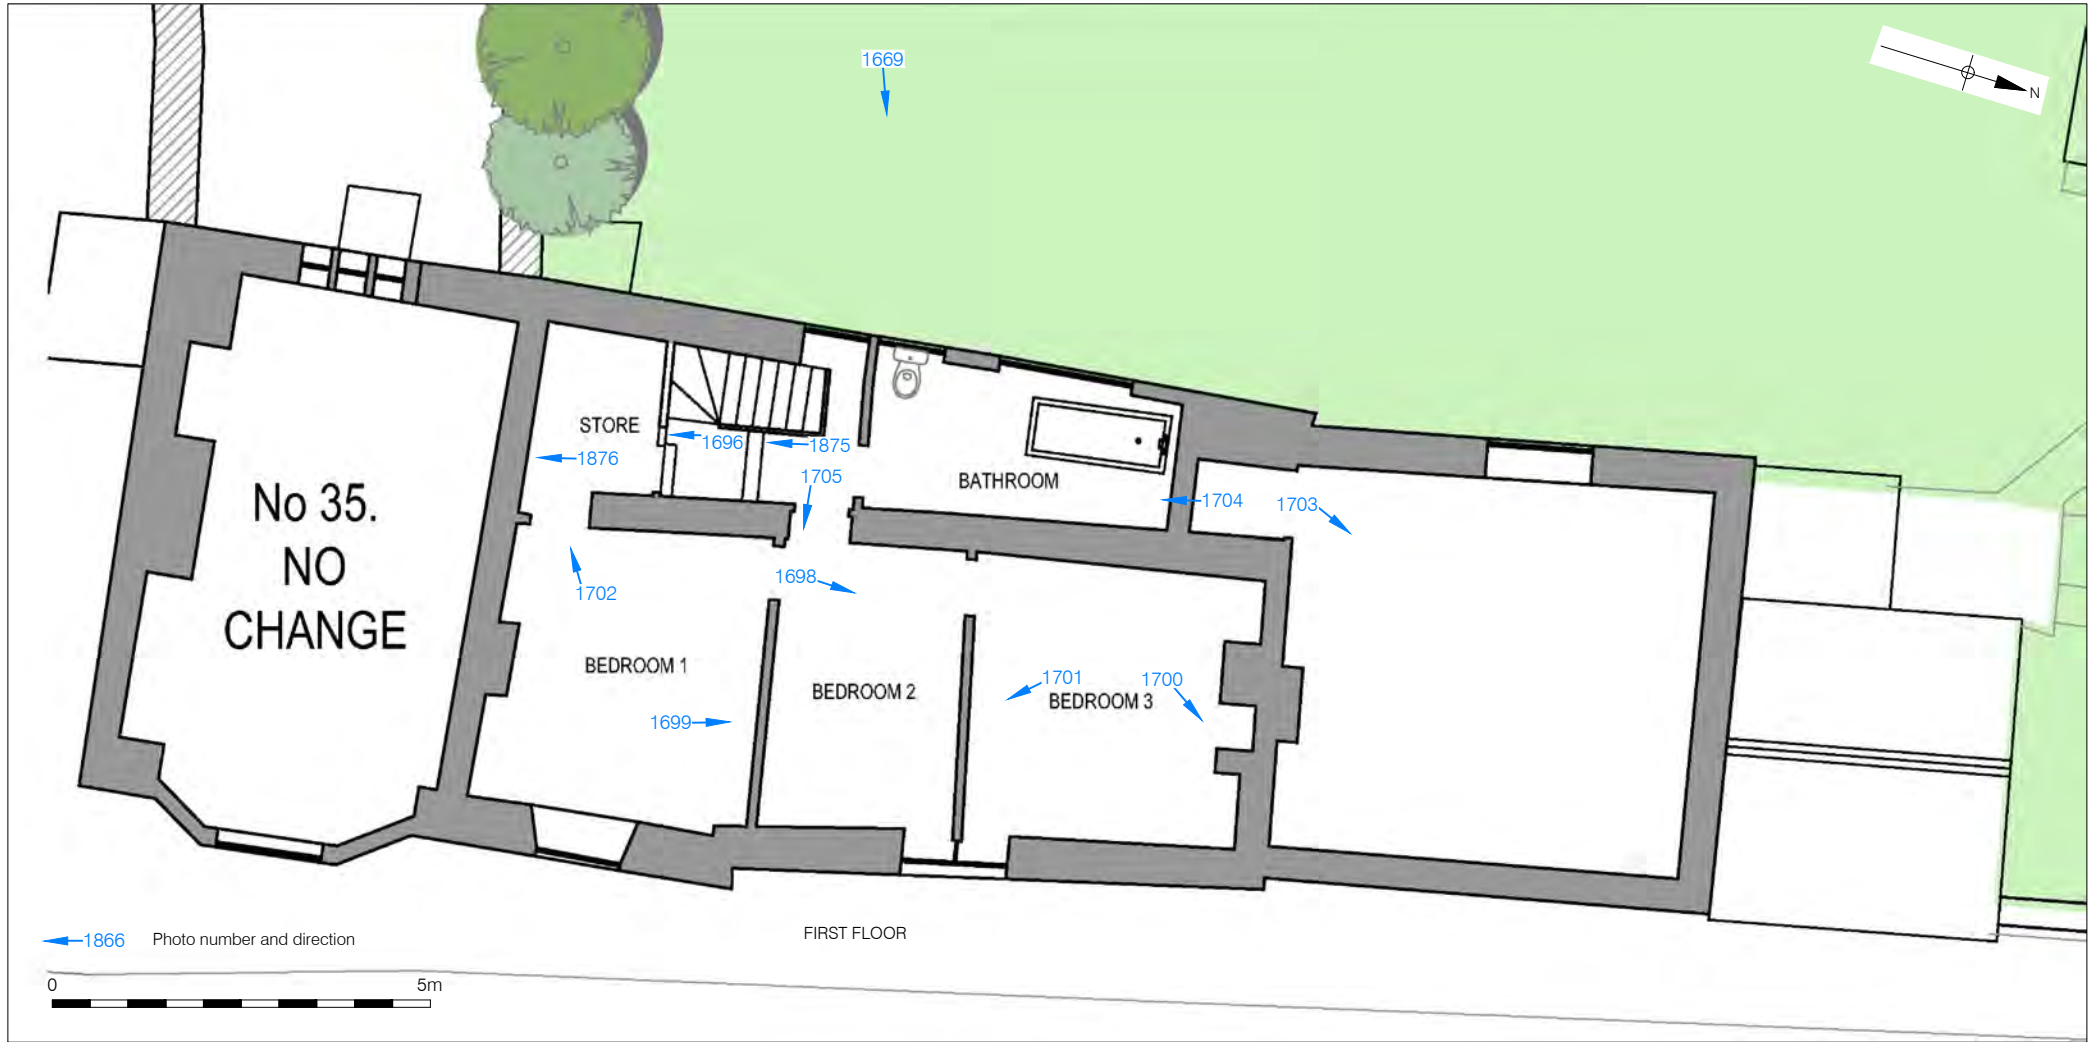 1669
N
STORE
1696
1875
1876
1705
BATHROOM
1704
1703
No 35.
NO
CHANGE
1698
1702
BEDROOM 1
1701
1700
BEDROOM 2
BEDROOM 3
1699
FIRST FLOOR
1866 Photo number and direction
0 5m